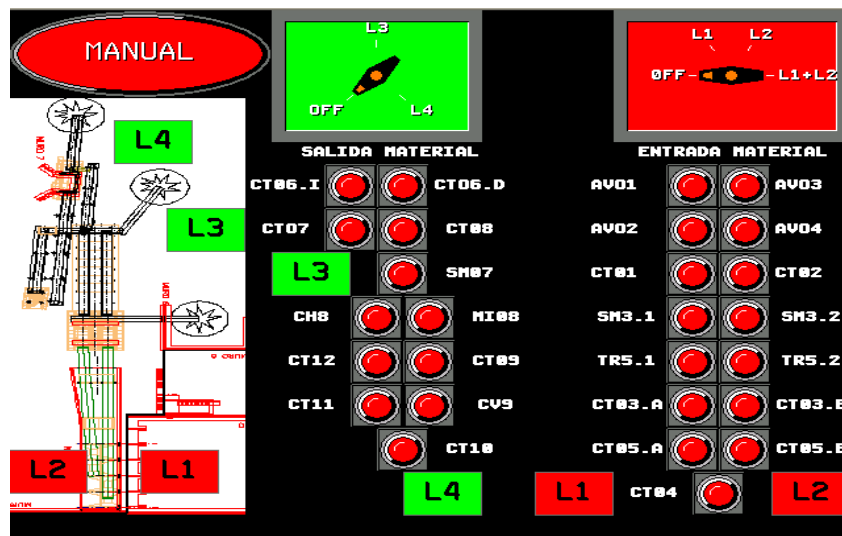 MANUAL
L3
OFF
L4
L1 L2
OFF L1+L2
SALIDA MATERIAL
ENTRADA MATERIAL
L4
L3
L2
L1
CT06.I CT06.D
CT07 CT08
L3 SM07
CH8 MI08
CT12 CT09
CT11 CV9
CT10
L4
AV01 AV03
AV02 AV04
CT01 CT02
SM3.1 SM3.2
TR5.1 TR5.2
CT03.A CT03.B
CT05.A CT05.B
L1 CT04 L2
MURO 7